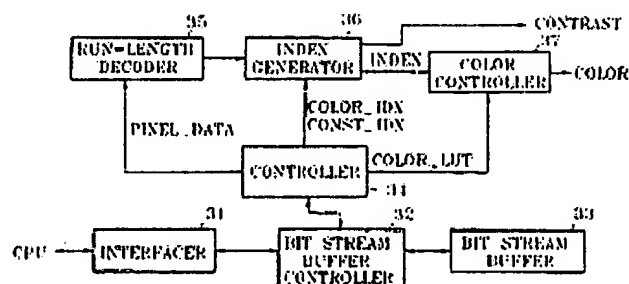 35
36
CONTRAST
RUN-LENGTH
DECODER
INDEX
GENERATOR
INDEX
37
COLOR
CONTROLLER
COLOR
PIXEL_DATA
COLOR_IDX
CONST_IDX
CONTROLLER
COLOR_LUT
34
31
32
33
CPU
INTERFACER
BIT STREAM
BUFFER
CONTROLLER
BIT STREAM
BUFFER